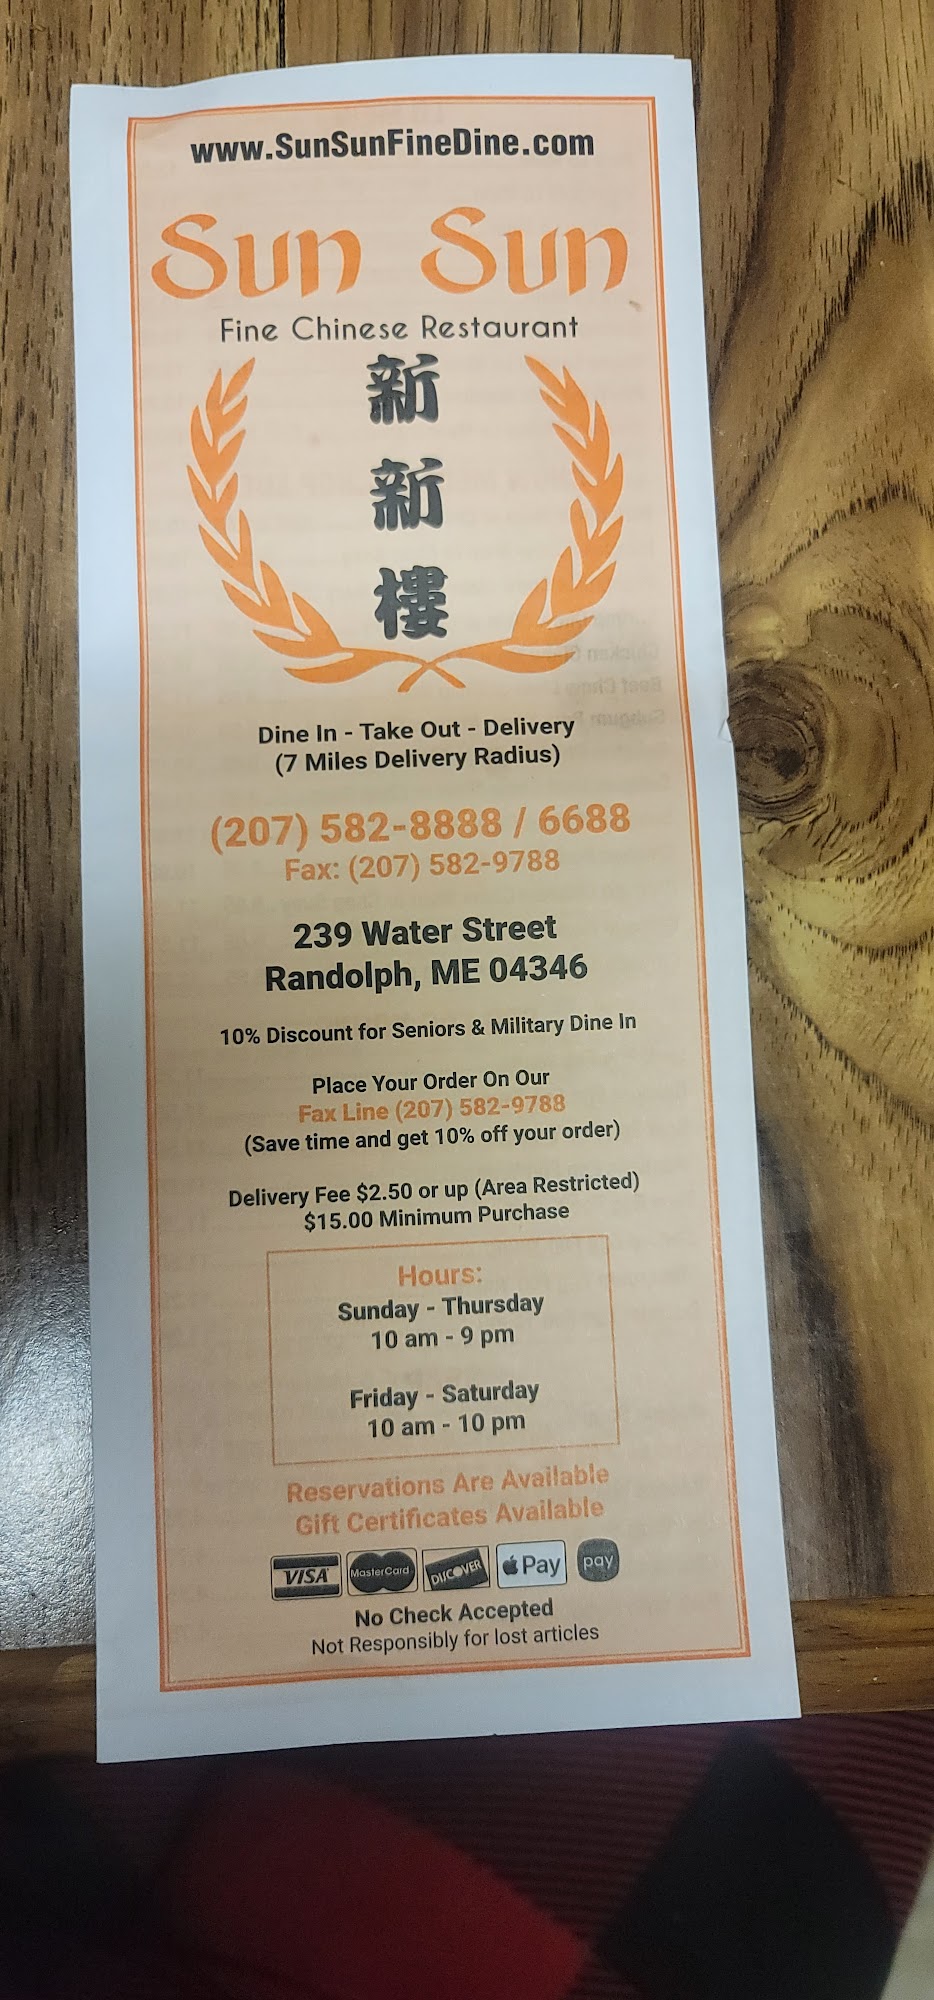 www.SunSunFineDine.com
Sun Sun
Fine Chinese Restaurant
新
新
樓
Dine In - Take Out - Delivery
(7 Miles Delivery Radius)
(207) 582-8888 / 6688
Fax: (207) 582-9788
239 Water Street
Randolph, ME 04346
10% Discount for Seniors & Military Dine In
Place Your Order On Our
Fax Line (207) 582-9788
(Save time and get 10% off your order)
Delivery Fee $2.50 or up (Area Restricted)
$15.00 Minimum Purchase
Hours:
Sunday - Thursday
10 am - 9 pm
Friday - Saturday
10 am - 10 pm
Reservations Are Available
Gift Certificates Available
VISA MasterCard DISCOVER Pay pay
No Check Accepted
Not Responsibly for lost articles